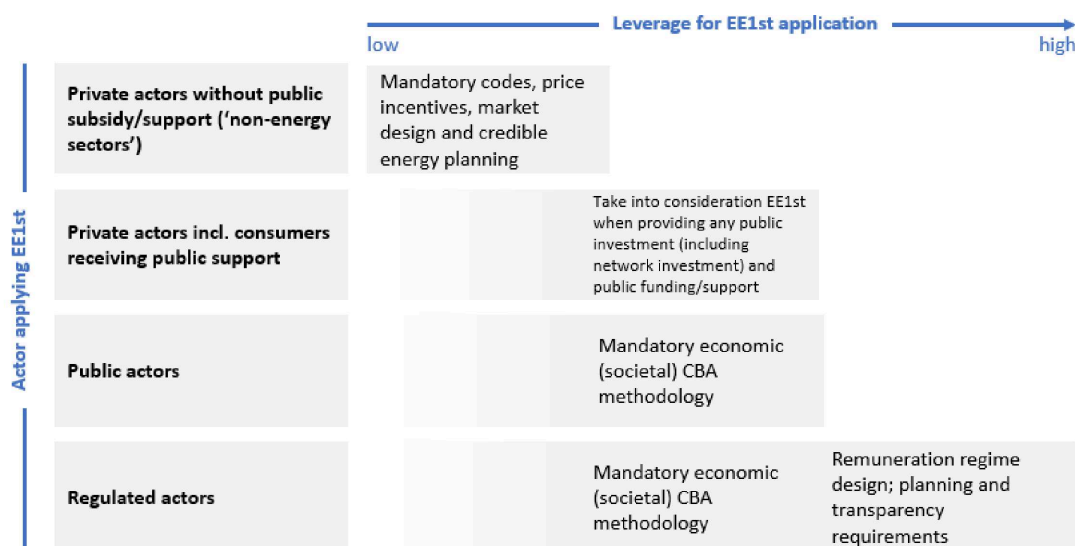 Leverage for EE1st application
low
high
Actor applying EE1st
Private actors without public
subsidy/support (‘non-energy
sectors’)
Mandatory codes, price
incentives, market
design and credible
energy planning
Private actors incl. consumers
receiving public support
Take into consideration EE1st
when providing any public
investment (including
network investment) and
public funding/support
Public actors
Mandatory economic
(societal) CBA
methodology
Regulated actors
Mandatory economic
(societal) CBA
methodology
Remuneration regime
design; planning and
transparency
requirements